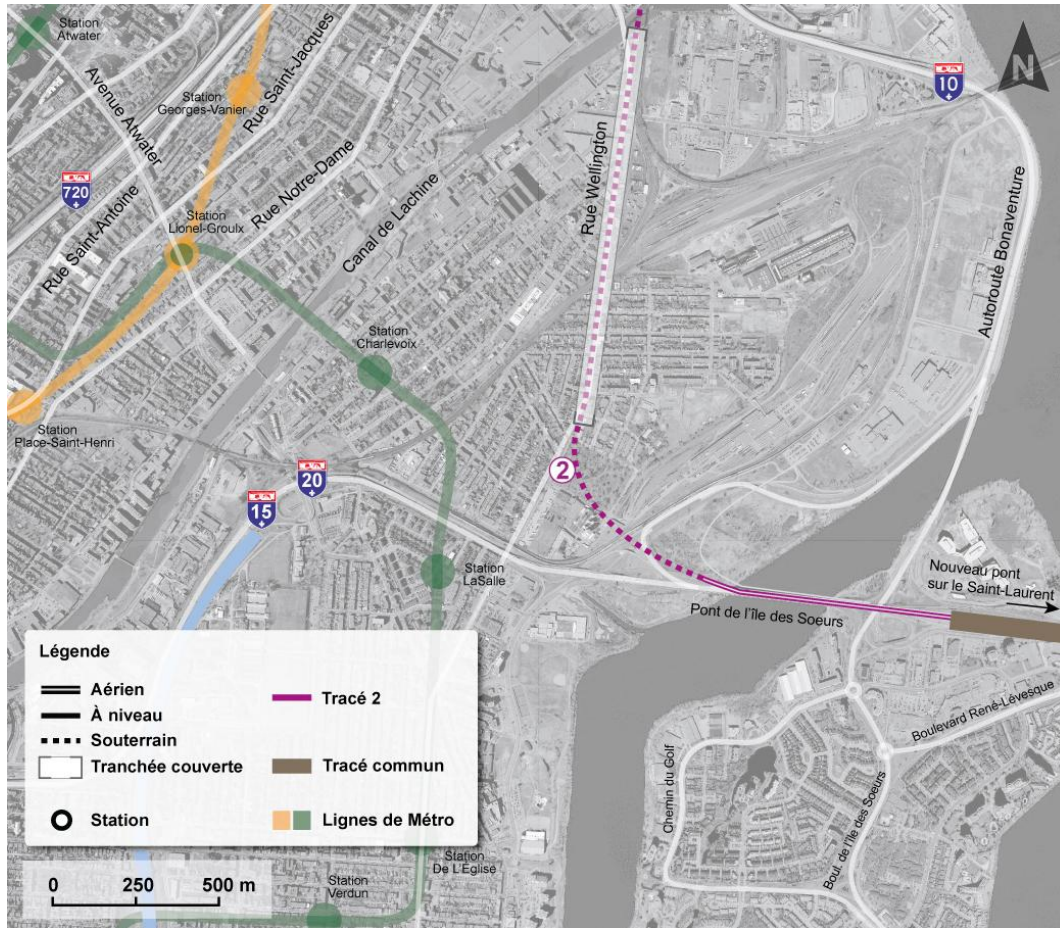 Station
Atwater
Avenue Atwater
Station
Georges-Vanier
Rue Saint-Jacques
720
Rue Saint-Antoine
Station
Lionel-Groulx
Rue Notre-Dame
Canal de Lachine
Rue Wellington
10
N
Autoroute Bonaventure
Station
Charlevoix
Station
Place-Saint-Henri
20
15
2
Station
LaSalle
Nouveau pont
sur le Saint-Laurent
Pont de l'île des Soeurs
Boulevard René-Lévesque
Chemin du Golf
Boul. de l'île des Soeurs
Légende
Aérien
À niveau
Souterrain
Tranchée couverte
Station
Tracé 2
Tracé commun
Lignes de Métro
0 250 500 m
Station
Verdun
Station
De L'Église